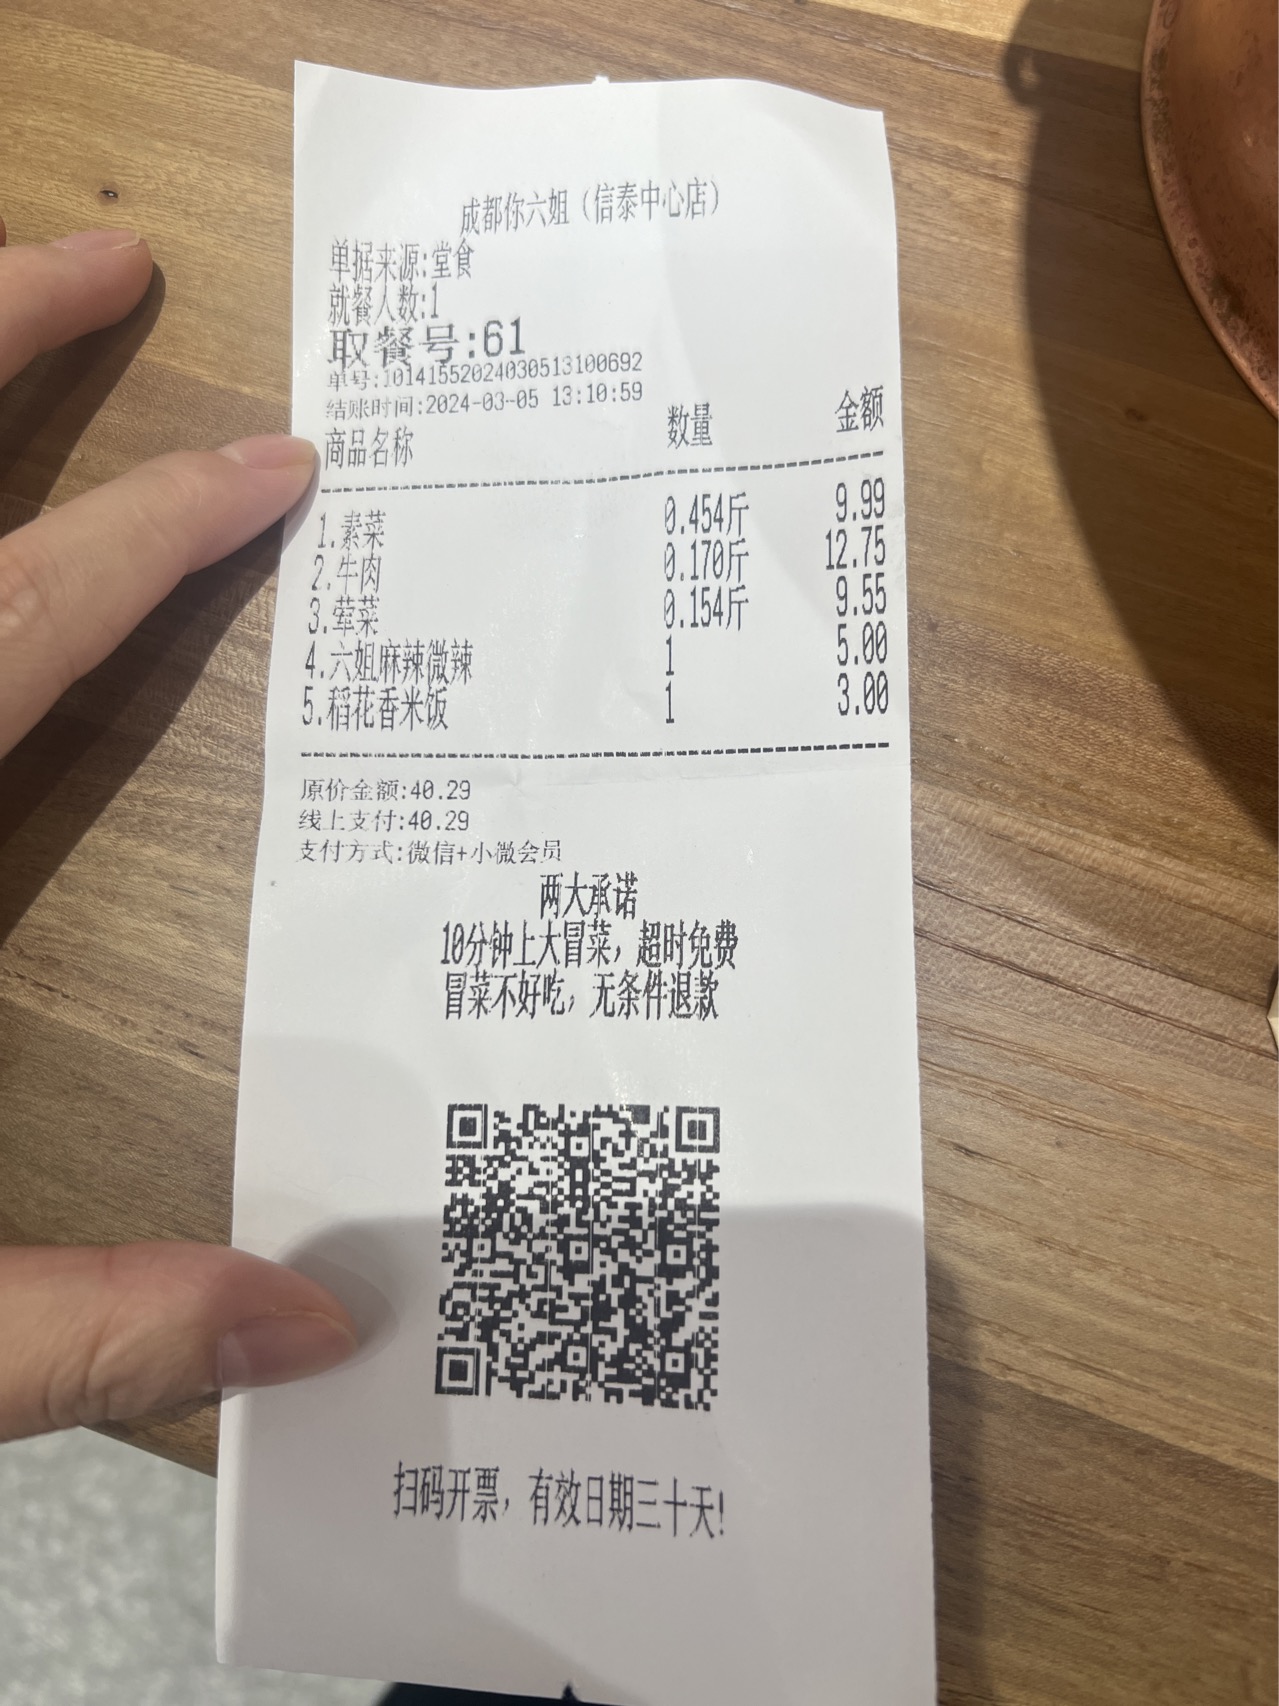 成都你六姐（信泰中心店）
单据来源:堂食
就餐人数:1
取餐号:61
单号:10141552024030513100692
结账时间:2024-03-05 13:10:59
商品名称 数量 金额
1.素菜 0.454斤 9.99
2.牛肉 0.170斤 12.75
3.荤菜 0.154斤 9.55
4.六姐麻辣微辣 1 5.00
5.稻花香米饭 1 3.00
原价金额:40.29
线上支付:40.29
支付方式:微信+小微会员
两大承诺
10分钟上大冒菜，超时免费
冒菜不好吃，无条件退款
扫码开票，有效日期三十天!